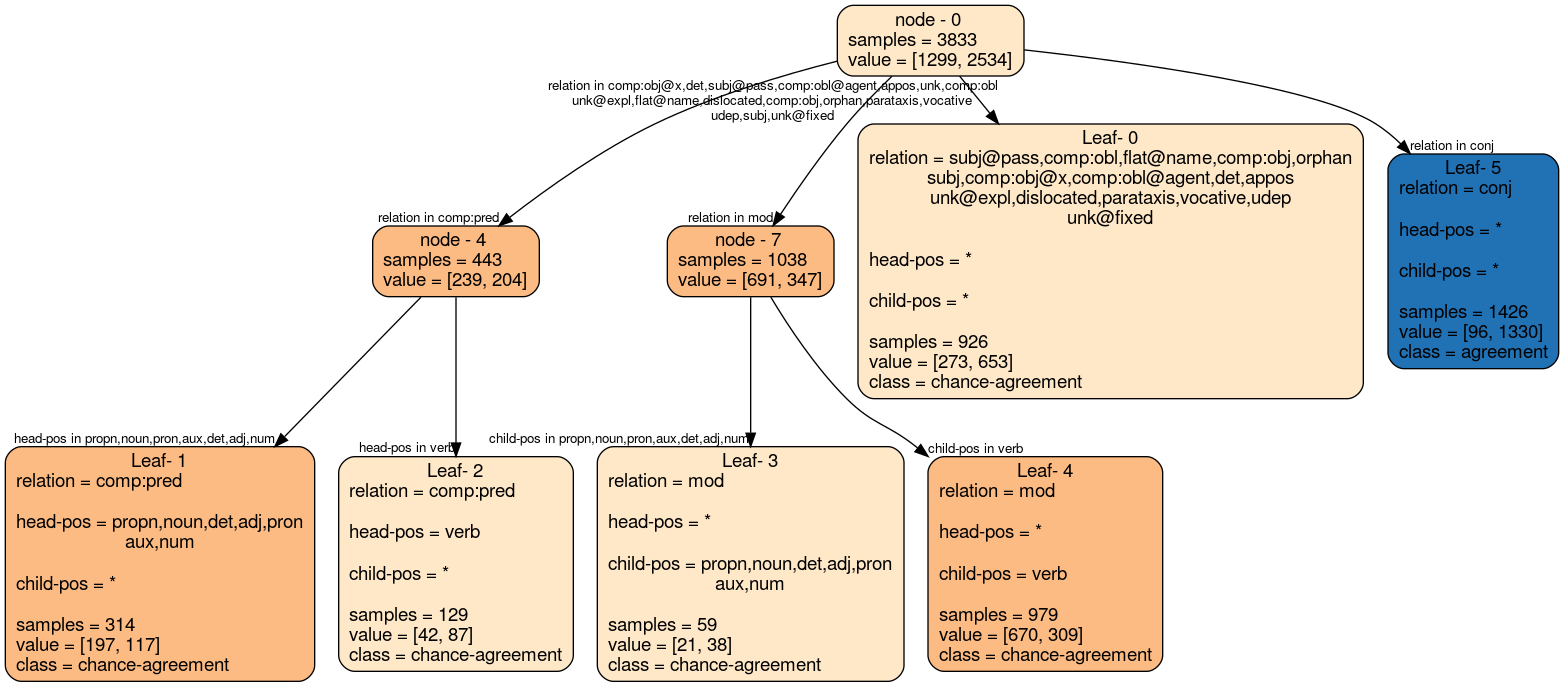 node - 0
samples = 3833
value = [1299, 2534]
relation in comp:obj@x,det,subj@pass,comp:obl@agent,appos,unk,comp:obl
unk@expl,flat@name,dislocated,comp:obj,orphan,parataxis,vocative
udep,subj,unk@fixed
relation in comp:pred
node - 4
samples = 443
value = [239, 204]
relation in mod
node - 7
samples = 1038
value = [691, 347]
Leaf- 0
relation = subj@pass,comp:obl,flat@name,comp:obj,orphan
subj,comp:obj@x,comp:obl@agent,det,appos
unk@expl,dislocated,parataxis,vocative,udep
unk@fixed
head-pos = *
child-pos = *
samples = 926
value = [273, 653]
class = chance-agreement
relation in conj
Leaf- 5
relation = conj
head-pos = *
child-pos = *
samples = 1426
value = [96, 1330]
class = agreement
head-pos in propn,noun,pron,aux,det,adj,num
Leaf- 1
relation = comp:pred
head-pos = propn,noun,det,adj,pron
aux,num
child-pos = *
samples = 314
value = [197, 117]
class = chance-agreement
head-pos in verb
Leaf- 2
relation = comp:pred
head-pos = verb
child-pos = *
samples = 129
value = [42, 87]
class = chance-agreement
child-pos in propn,noun,pron,aux,det,adj,num
Leaf- 3
relation = mod
head-pos = *
child-pos = propn,noun,det,adj,pron
aux,num
samples = 59
value = [21, 38]
class = chance-agreement
child-pos in verb
Leaf- 4
relation = mod
head-pos = *
child-pos = verb
samples = 979
value = [670, 309]
class = chance-agreement